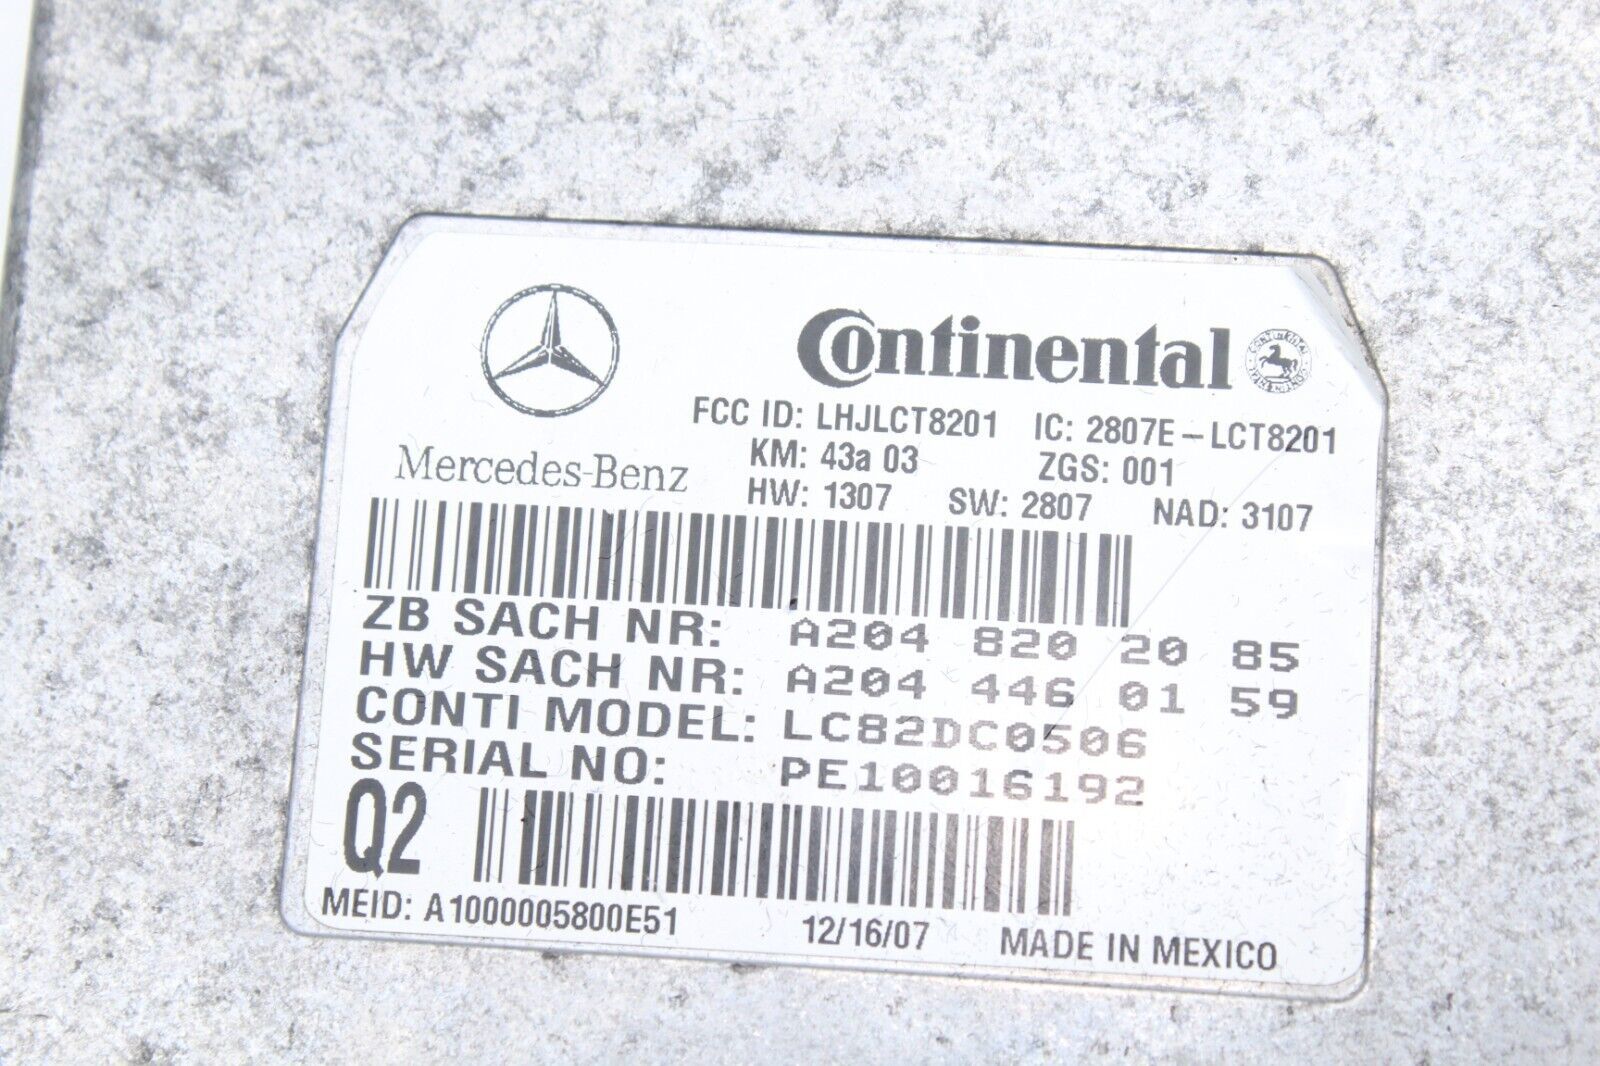 Continental
Mercedes-Benz
FCC ID: LHJLCT8201 IC: 2807E-LCT8201
KM: 43a 03 ZGS: 001
HW: 1307 SW: 2807 NAD: 3107
ZB SACH NR: A204 820 20 85
HW SACH NR: A204 446 01 59
CONTI MODEL: LC82DC0506
SERIAL NO: PE10016192
Q2
MEID: A1000005800E51 12/16/07 MADE IN MEXICO